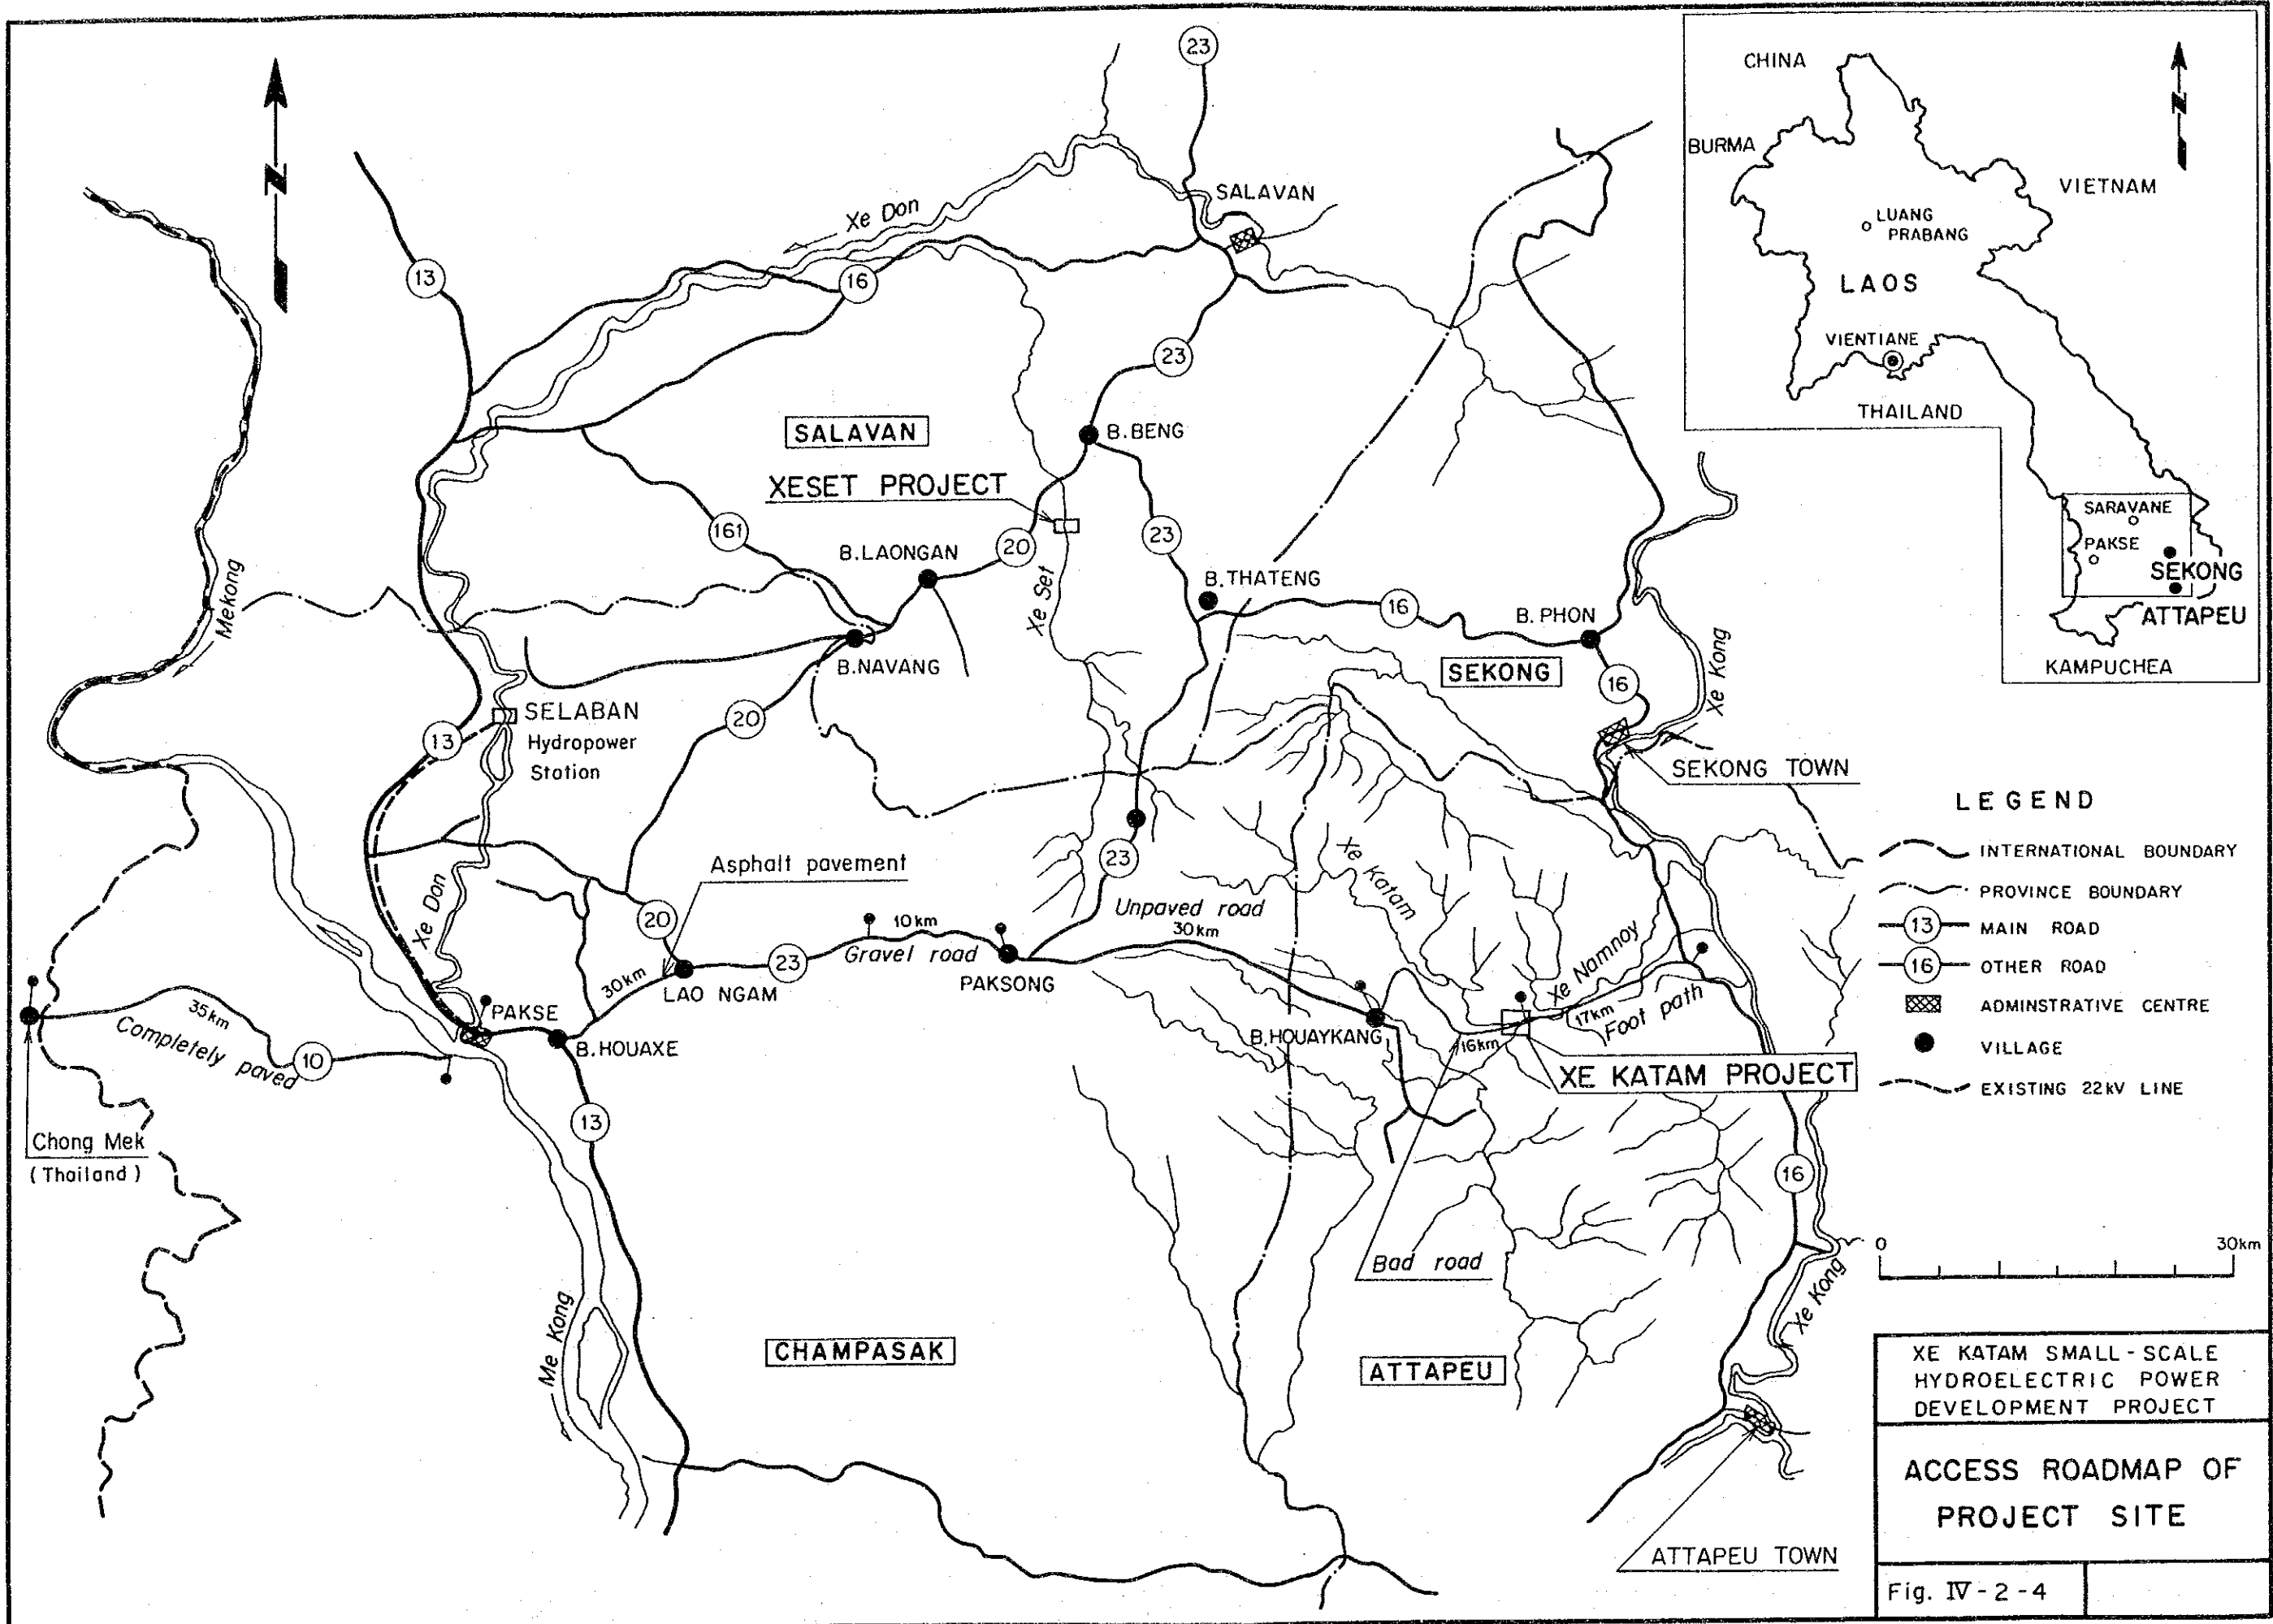 23
CHINA
BURMA
VIETNAM
LUANG
PRABANG
LAOS
VIENTIANE
THAILAND
SARAVANE
PAKSE
SEKONG
ATTAPEU
KAMPUCHEA
N
N
SALAVAN
Xe Don
13
16
23
SALAVAN
B.BENG
XESET PROJECT
161
B.LAONGAN
20
23
B.THATENG
Xe Set
16
B. PHON
Mekong
B.NAVANG
SEKONG
16
Xe Kong
20
13
SELABAN
Hydropower
Station
SEKONG TOWN
LEGEND
INTERNATIONAL BOUNDARY
PROVINCE BOUNDARY
13 MAIN ROAD
16 OTHER ROAD
ADMINSTRATIVE CENTRE
VILLAGE
EXISTING 22kV LINE
23
Xe Katam
Asphalt pavement
Unpaved road
30km
Xe Don
20
10km
Gravel road
23
30km
LAO NGAM
PAKSONG
Xe Namnoy
17km
Foot path
PAKSE
35km
Completely paved
10
B.HOUAXE
B.HOUAYKANG
16km
XE KATAM PROJECT
13
Chong Mek
(Thailand)
16
Bad road
0
30km
Xe Kong
Me Kong
CHAMPASAK
ATTAPEU
ATTAPEU TOWN
XE KATAM SMALL-SCALE
HYDROELECTRIC POWER
DEVELOPMENT PROJECT
ACCESS ROADMAP OF
PROJECT SITE
Fig. IV-2-4